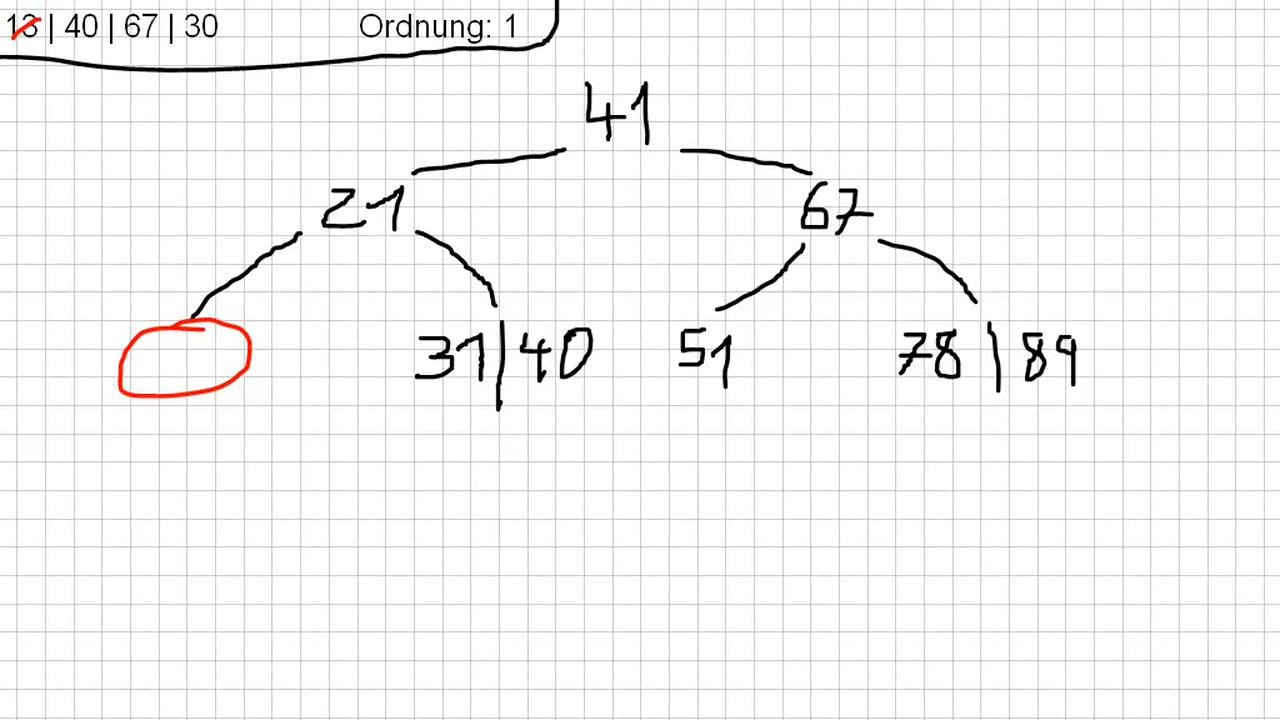 13 | 40 | 67 | 30 Ordnung: 1
41
21 67
31|40 51 78|89